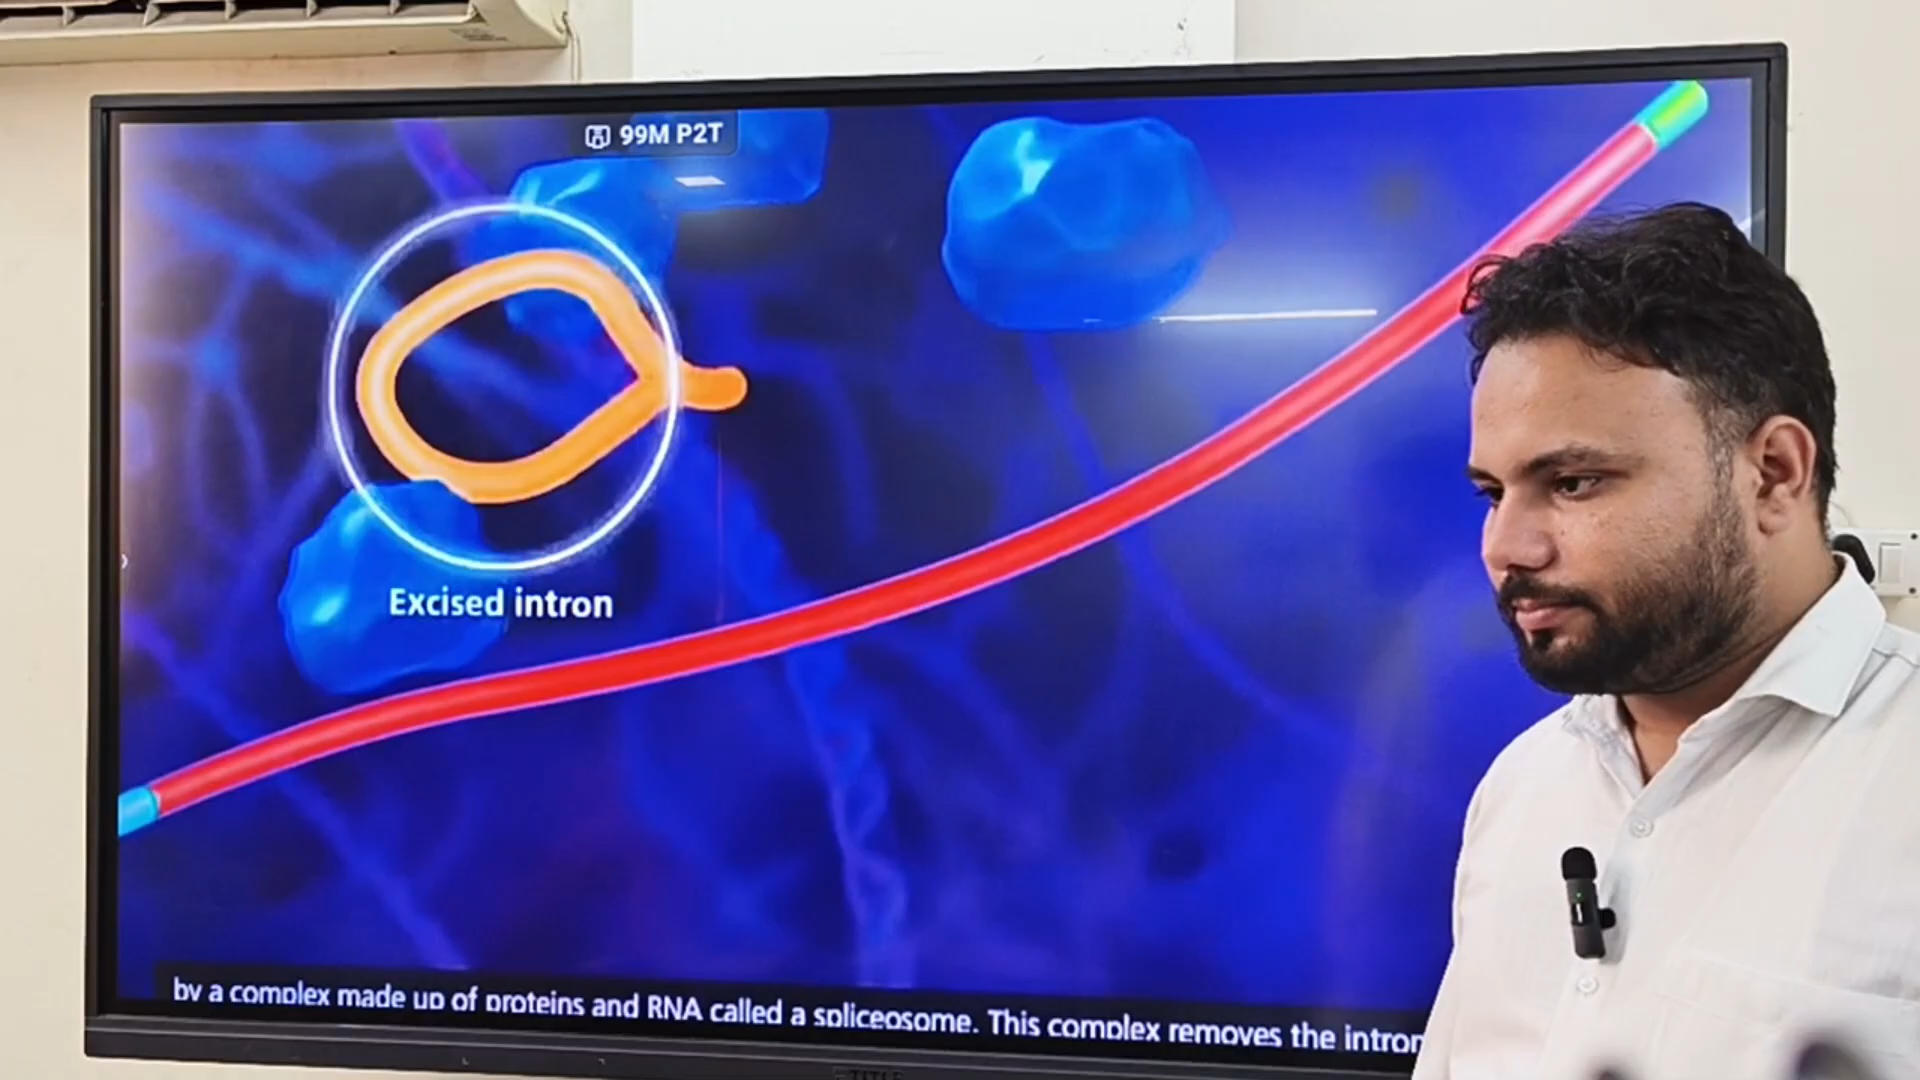 99M P2T
Excised intron
by a complex made up of proteins and RNA called a spliceosome. This complex removes the intron